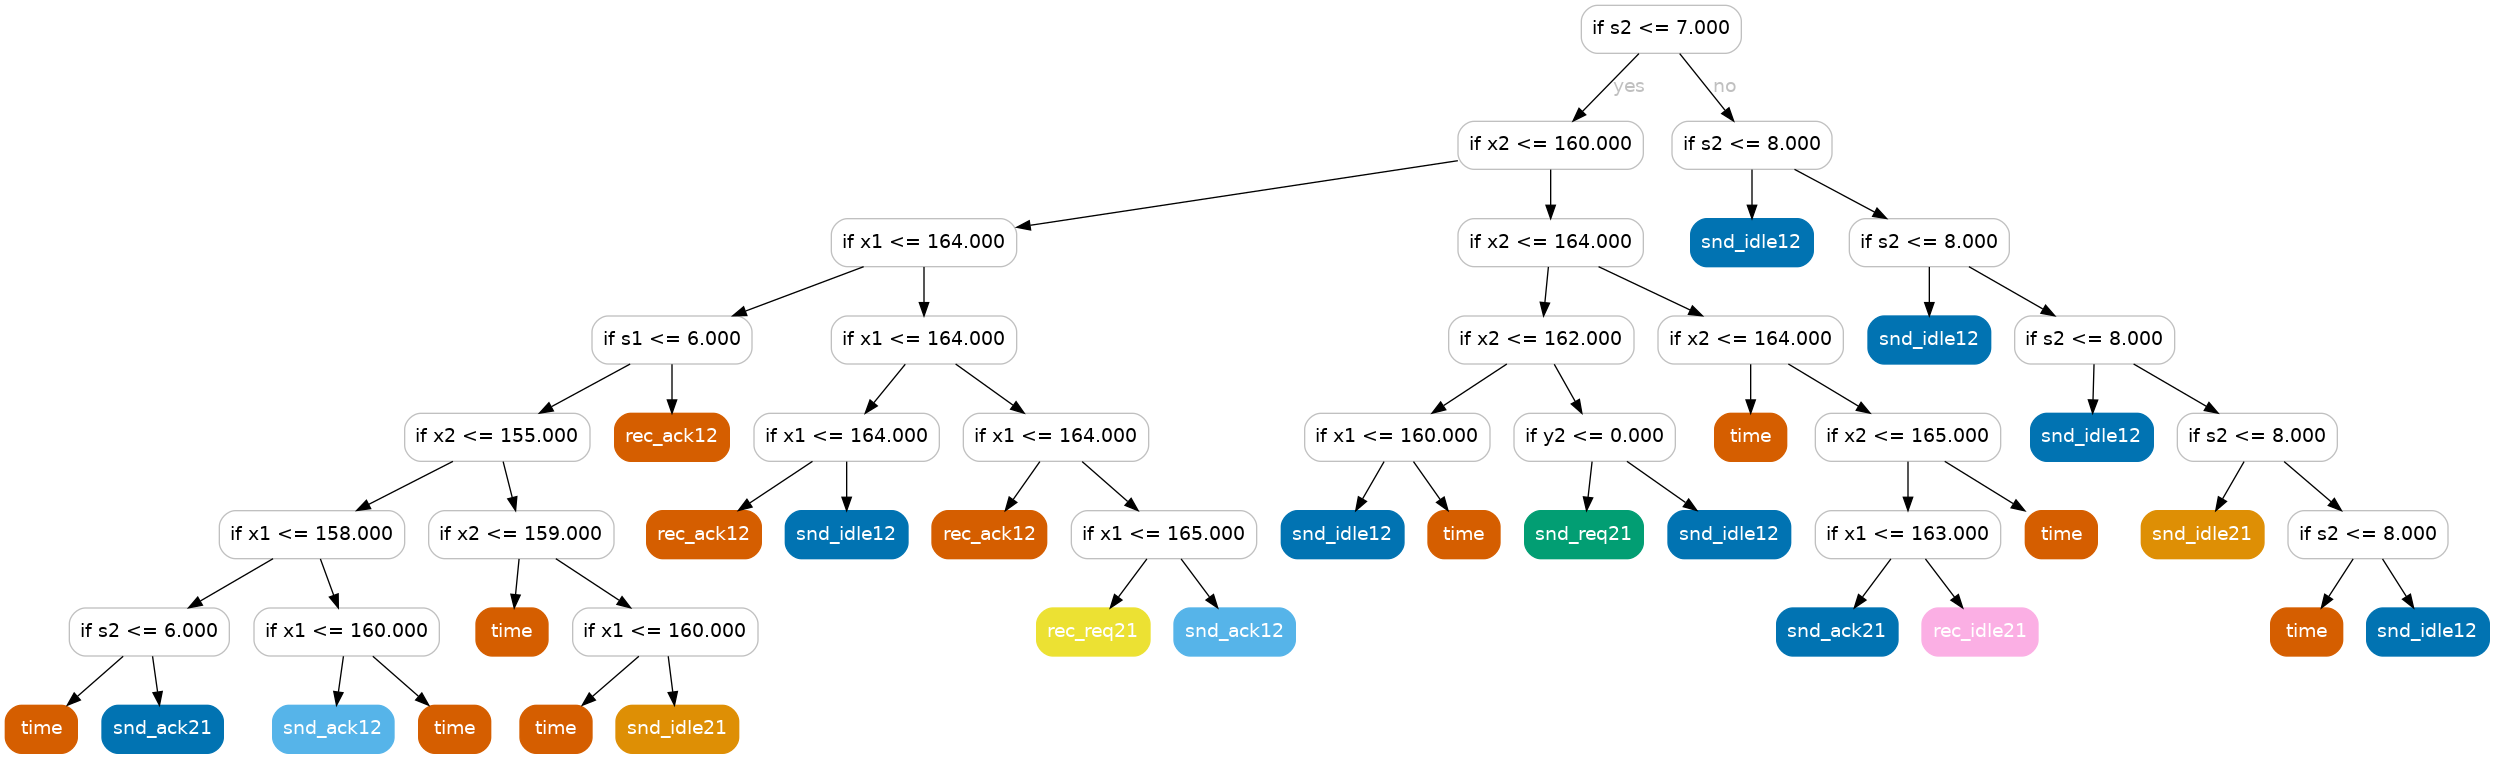 if s2 <= 7.000
yes
no
if x2 <= 160.000
if s2 <= 8.000
if x1 <= 164.000
if x2 <= 164.000
snd_idle12
if s2 <= 8.000
if s1 <= 6.000
if x1 <= 164.000
if x2 <= 162.000
if x2 <= 164.000
snd_idle12
if s2 <= 8.000
if x2 <= 155.000
rec_ack12
if x1 <= 164.000
if x1 <= 164.000
if x1 <= 160.000
if y2 <= 0.000
time
if x2 <= 165.000
snd_idle12
if s2 <= 8.000
if x1 <= 158.000
if x2 <= 159.000
rec_ack12
snd_idle12
rec_ack12
if x1 <= 165.000
snd_idle12
time
snd_req21
snd_idle12
if x1 <= 163.000
time
snd_idle21
if s2 <= 8.000
if s2 <= 6.000
if x1 <= 160.000
time
if x1 <= 160.000
rec_req21
snd_ack12
snd_ack21
rec_idle21
time
snd_idle12
time
snd_ack21
snd_ack12
time
time
snd_idle21